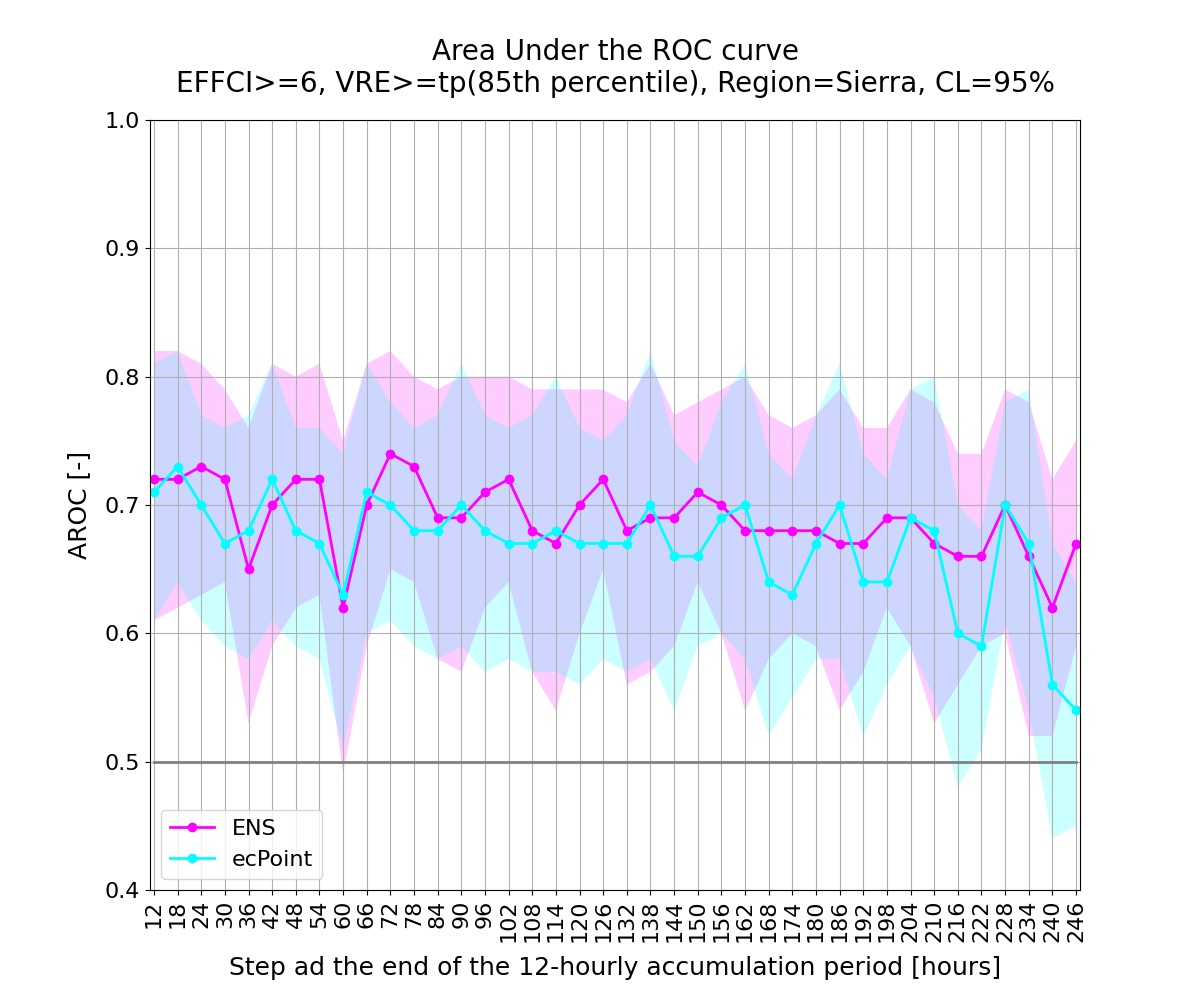 Area Under the ROC curve
EFFCI>=6, VRE>=tp(85th percentile), Region=Sierra, CL=95%
1.0
0.9
0.8
0.7
0.6
0.5
0.4
AROC [-]
ENS
ecPoint
12 18 24 30 36 42 48 54 60 66 72 78 84 90 96 102 108 114 120 126 132 138 144 150 156 162 168 174 180 186 192 198 204 210 216 222 228 234 240 246
Step ad the end of the 12-hourly accumulation period [hours]